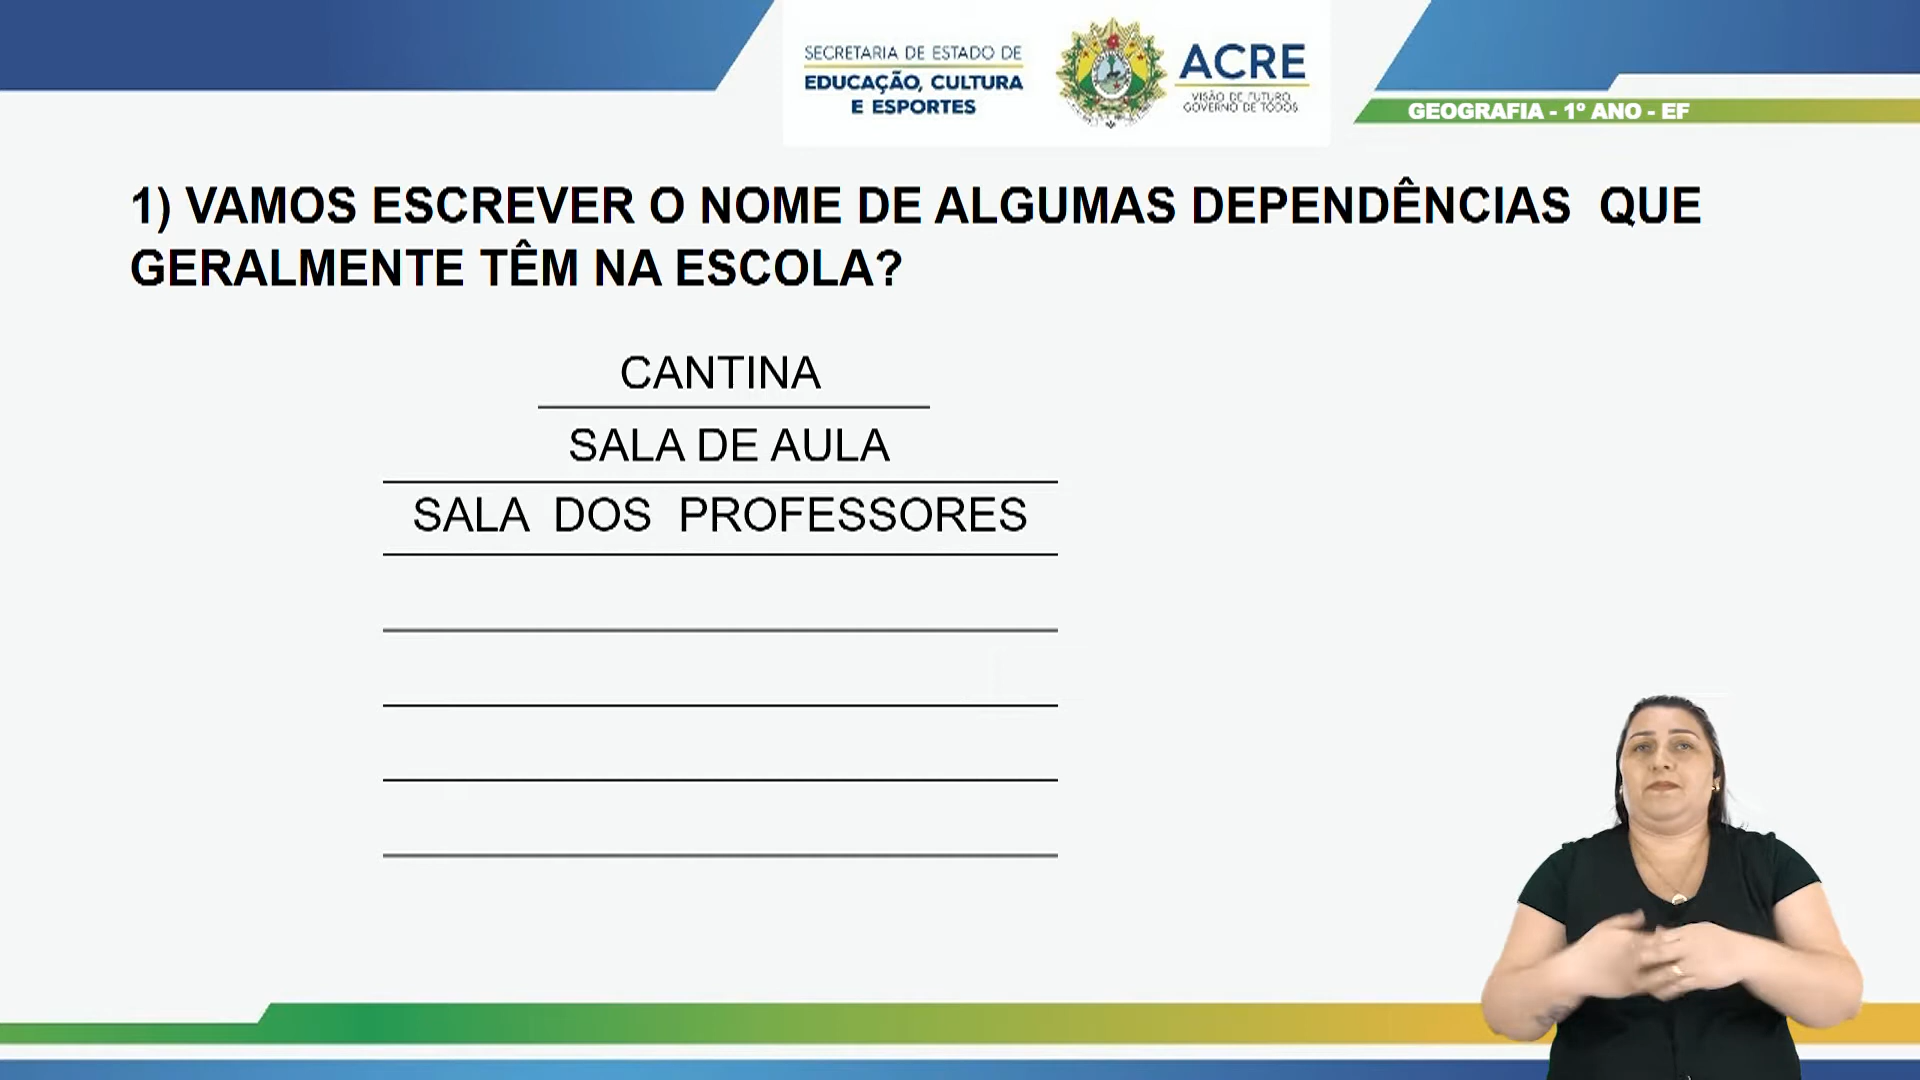 SECRETARIA DE ESTADO DE
EDUCAÇÃO, CULTURA
E ESPORTES
ACRE
VISÃO DE FUTURO,
GOVERNO DE TODOS
GEOGRAFIA - 1º ANO - EF
1) VAMOS ESCREVER O NOME DE ALGUMAS DEPENDÊNCIAS QUE
GERALMENTE TÊM NA ESCOLA?
CANTINA
SALA DE AULA
SALA DOS PROFESSORES